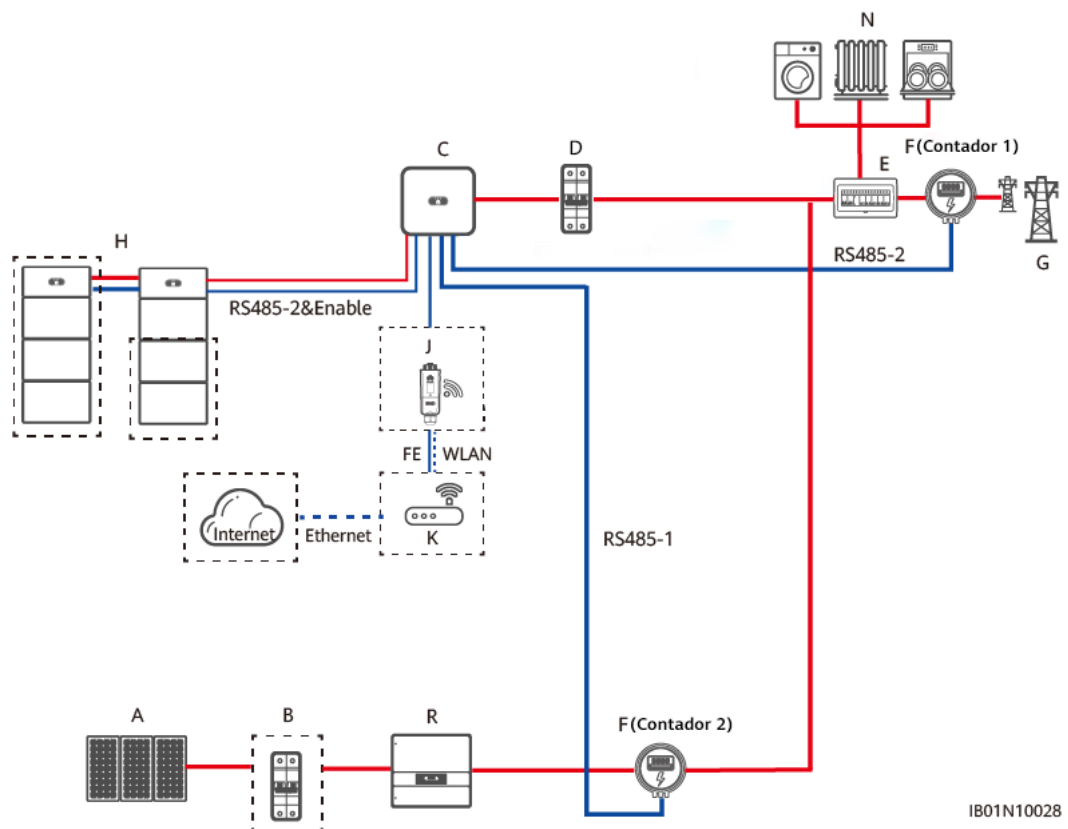 N
F(Contador 1)
C
D
E
H
RS485-2
G
RS485-2&Enable
J
FE
WLAN
Internet
Ethernet
K
RS485-1
A
B
R
F(Contador 2)
IB01N10028